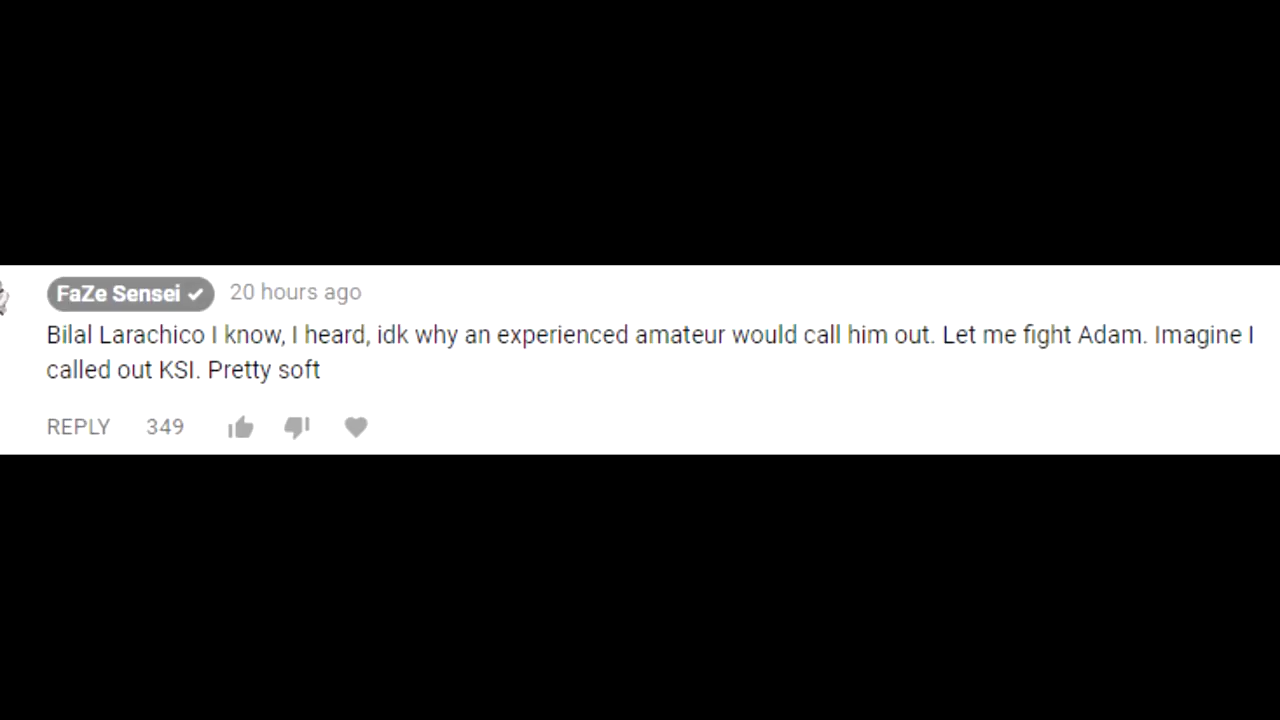 FaZe Sensei 20 hours ago
Bilal Larachico I know, I heard, idk why an experienced amateur would call him out. Let me fight Adam. Imagine I
called out KSI. Pretty soft
REPLY 349